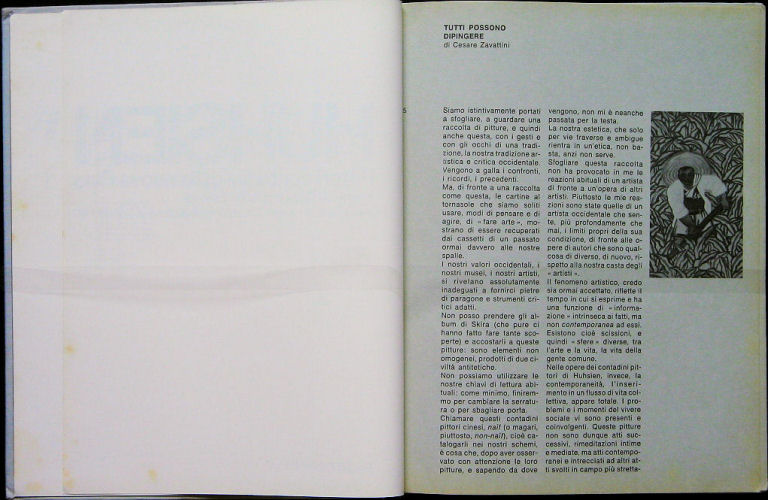 TUTTI POSSONO
DIPINGERE
di Cesare Zavattini
5
Siamo istintivamente portati
a sfogliare, a guardare una
raccolta di pitture, e quindi
anche questa, con i gesti e
con gli occhi di una tradi-
zione, la nostra tradizione ar-
tistica e critica occidentale.
Vengono a galla i confronti,
i ricordi, i precedenti.
Ma, di fronte a una raccolta
come questa, le cartine al
tornasole che siamo soliti
usare, modi di pensare e di
agire, di « fare arte », mo-
strano di essere recuperati
dai cassetti di un passato
ormai davvero alle nostre
spalle.
I nostri valori occidentali, i
nostri musei, i nostri artisti,
si rivelano assolutamente
inadeguati a fornirci pietre
di paragone e strumenti cri-
tici adatti.
Non posso prendere gli al-
bum di Skira (che pure ci
hanno fatto fare tante sco-
perte) e accostarli a queste
pitture: sono elementi non
omogenei, prodotti di due ci-
viltà antitetiche.
Non possiamo utilizzare le
nostre chiavi di lettura abi-
tuali: come minimo, finirem-
mo per cambiare la serratu-
ra o per sbagliare porta.
Chiamare questi contadini
pittori cinesi, naïf (o magari,
piuttosto, non-naïf), cioè ca-
talogarli nei nostri schemi,
è cosa che, dopo aver osser-
vato con attenzione le loro
pitture, e sapendo da dove
vengono, non mi è neanche
passata per la testa.
La nostra estetica, che solo
per vie traverse e ambigue
rientra in un'etica, non ba-
sta, anzi non serve.
Sfogliare questa raccolta
non ha provocato in me le
reazioni abituali di un artista
di fronte a un'opera di altri
artisti. Piuttosto le mie rea-
zioni sono state quelle di un
artista occidentale che sen-
te, più profondamente che
mai, i limiti propri della sua
condizione, di fronte alle o-
pere di autori che sono qual-
cosa di diverso, di nuovo, ri-
spetto alla nostra casta degli
« artisti ».
Il fenomeno artistico, credo
sia ormai accettato, riflette il
tempo in cui si esprime e ha
una funzione di « informa-
zione » intrinseca ai fatti, ma
non contemporanea ad essi.
Esistono cioè scissioni, e
quindi « sfere » diverse, tra
l'arte e la vita, la vita della
gente comune.
Nelle opere dei contadini pit-
tori di Huhsien, invece, la
contemporaneità, l'inseri-
mento in un flusso di vita col-
lettiva, appare totale. I pro-
blemi e i momenti del vivere
sociale vi sono presenti e
coinvolgenti. Queste pitture
non sono dunque atti suc-
cessivi, rimeditazioni intime
e mediate, ma atti contempo-
ranei e intrecciati ad altri at-
ti svolti in campo più stretta-